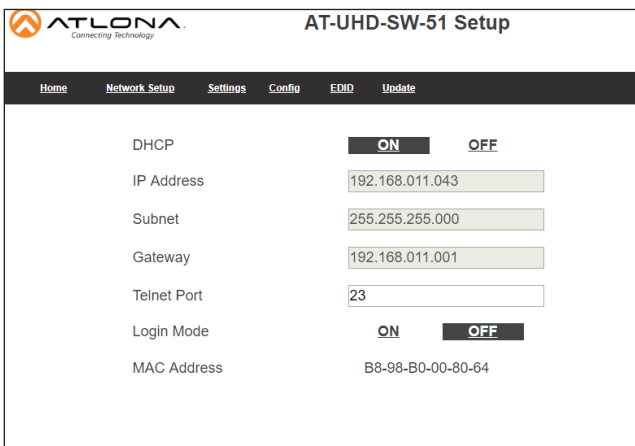 ATLONA.
Connecting Technology
AT-UHD-SW-51 Setup
Home Network Setup Settings Config EDID Update
DHCP ON OFF
IP Address 192.168.011.043
Subnet 255.255.255.000
Gateway 192.168.011.001
Telnet Port 23
Login Mode ON OFF
MAC Address B8-98-B0-00-80-64